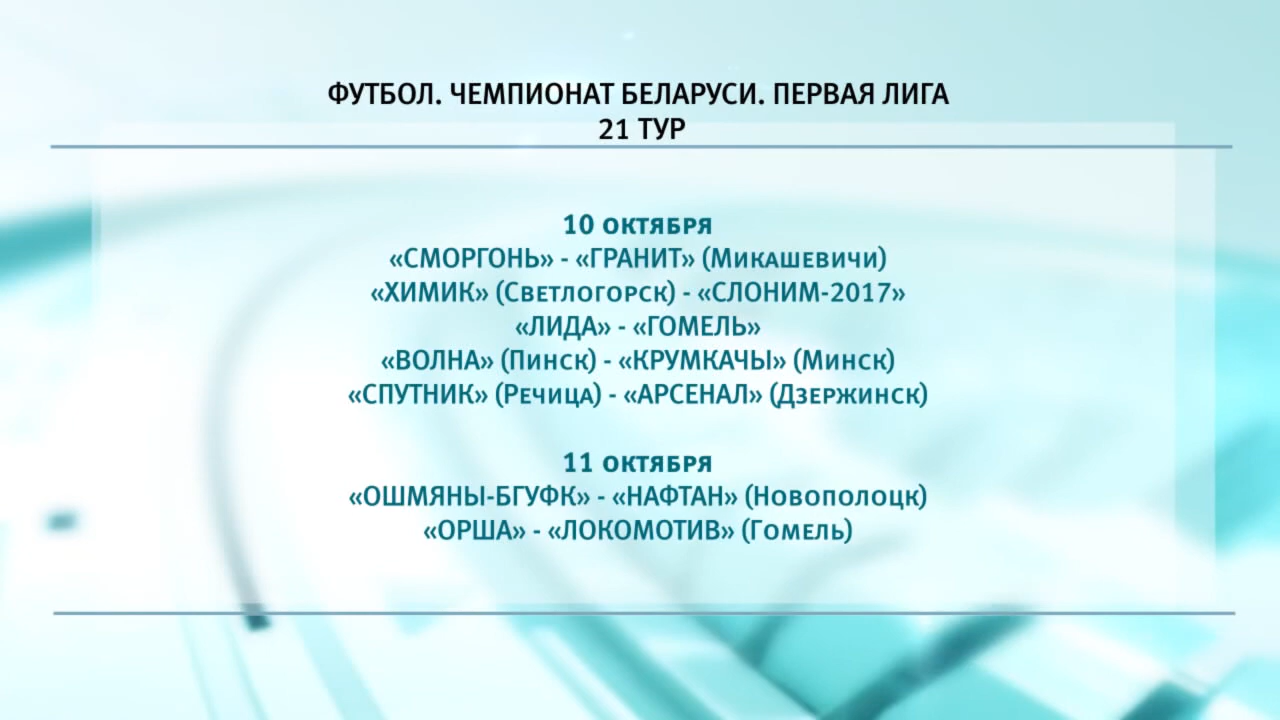 ФУТБОЛ. ЧЕМПИОНАТ БЕЛАРУСИ. ПЕРВАЯ ЛИГА
21 ТУР
10 ОКТЯБРЯ
«СМОРГОНЬ» - «ГРАНИТ» (МИКАШЕВИЧИ)
«ХИМИК» (СВЕТЛОГОРСК) - «СЛОНИМ-2017»
«ЛИДА» - «ГОМЕЛЬ»
«ВОЛНА» (ПИНСК) - «КРУМКАЧЫ» (МИНСК)
«СПУТНИК» (РЕЧИЦА) - «АРСЕНАЛ» (ДЗЕРЖИНСК)
11 ОКТЯБРЯ
«ОШМЯНЫ-БГУФК» - «НАФТАН» (НОВОПОЛОЦК)
«ОРША» - «ЛОКОМОТИВ» (ГОМЕЛЬ)